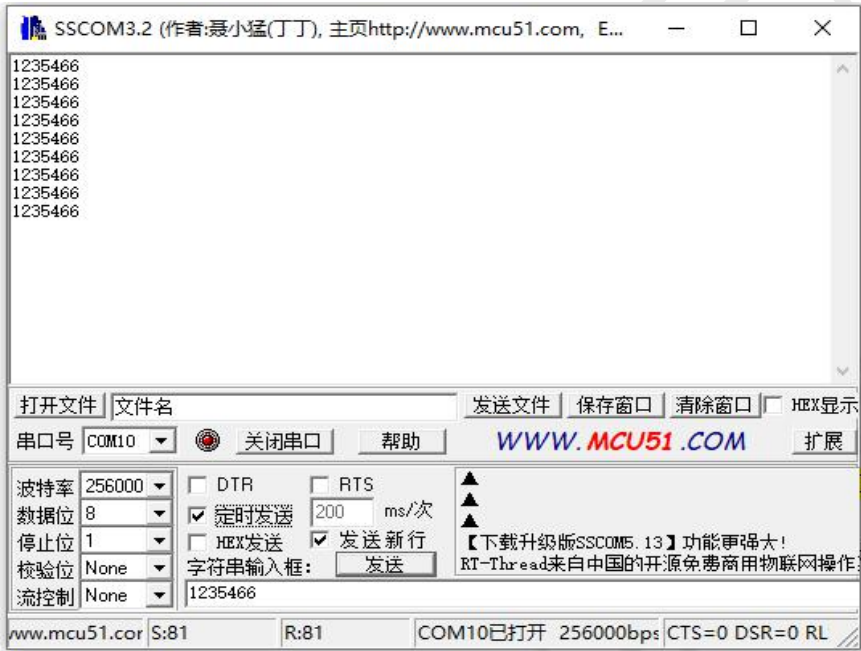 SSCOM3.2 (作者:聂小猛(丁丁), 主页http://www.mcu51.com, E...
1235466
1235466
1235466
1235466
1235466
1235466
1235466
1235466
1235466
打开文件 文件名 发送文件 保存窗口 清除窗口 HEX显示
串口号 COM10 关闭串口 帮助 WWW.MCU51.COM 扩展
波特率 256000 DTR RTS
数据位 8 定时发送 200 ms/次
停止位 1 HEX发送 发送新行 【下载升级版SSCOM5.13】功能更强大!
校验位 None 字符串输入框: 发送 RT-Thread来自中国的开源免费商用物联网操作
流控制 None 1235466
www.mcu51.cor S:81 R:81 COM10已打开 256000bps CTS=0 DSR=0 RL